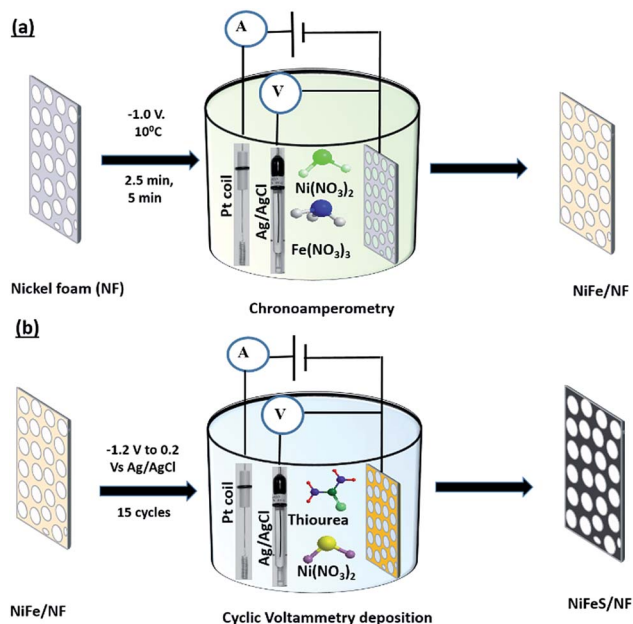 (a)
A
V
-1.0 V.
10⁰C
2.5 min,
5 min
Pt coil
Ag/AgCl
Ni(NO₃)₂
Fe(NO₃)₃
Nickel foam (NF)
Chronoamperometry
NiFe/NF
(b)
A
V
-1.2 V to 0.2
Vs Ag/AgCl
15 cycles
Pt coil
Ag/AgCl
Thiourea
Ni(NO₃)₂
NiFe/NF
Cyclic Voltammetry deposition
NiFeS/NF